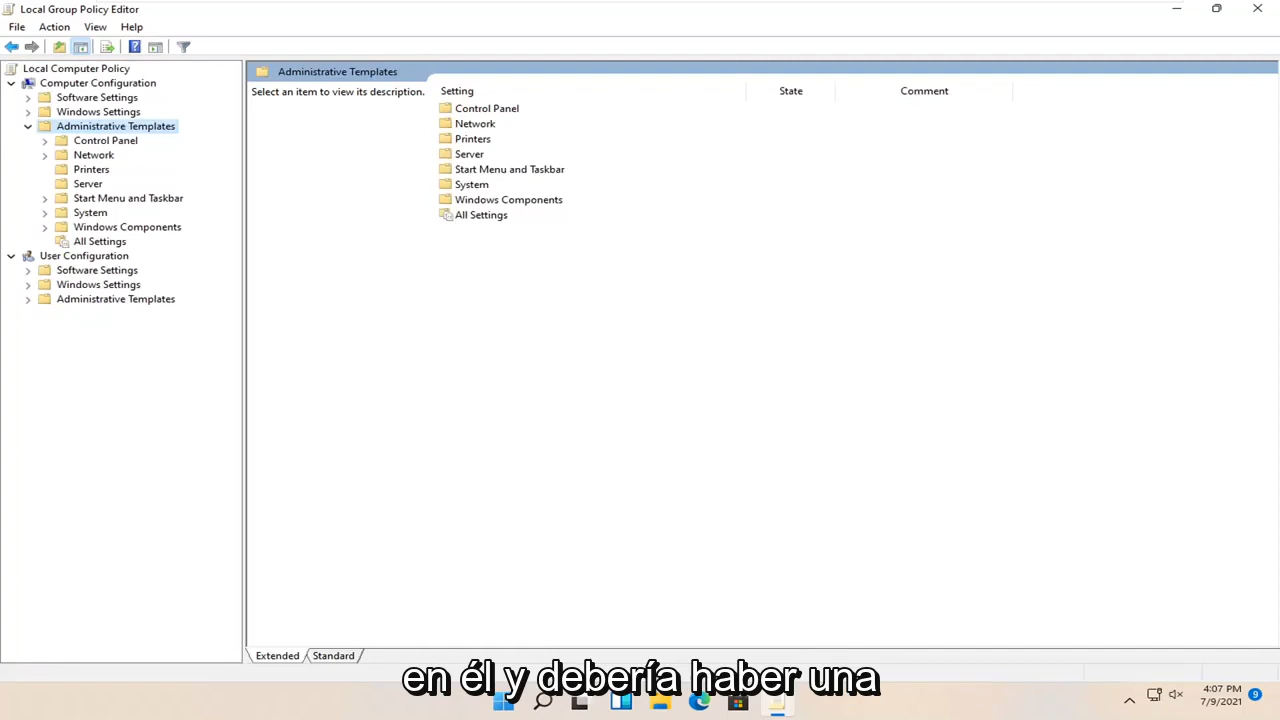 Local Group Policy Editor
File Action View Help
Local Computer Policy
Computer Configuration
Software Settings
Windows Settings
Administrative Templates
Control Panel
Network
Printers
Server
Start Menu and Taskbar
System
Windows Components
All Settings
User Configuration
Software Settings
Windows Settings
Administrative Templates
Administrative Templates
Select an item to view its description.
Setting State Comment
Control Panel
Network
Printers
Server
Start Menu and Taskbar
System
Windows Components
All Settings
Extended Standard
en él y debería haber una
4:07 PM
7/9/2021
9